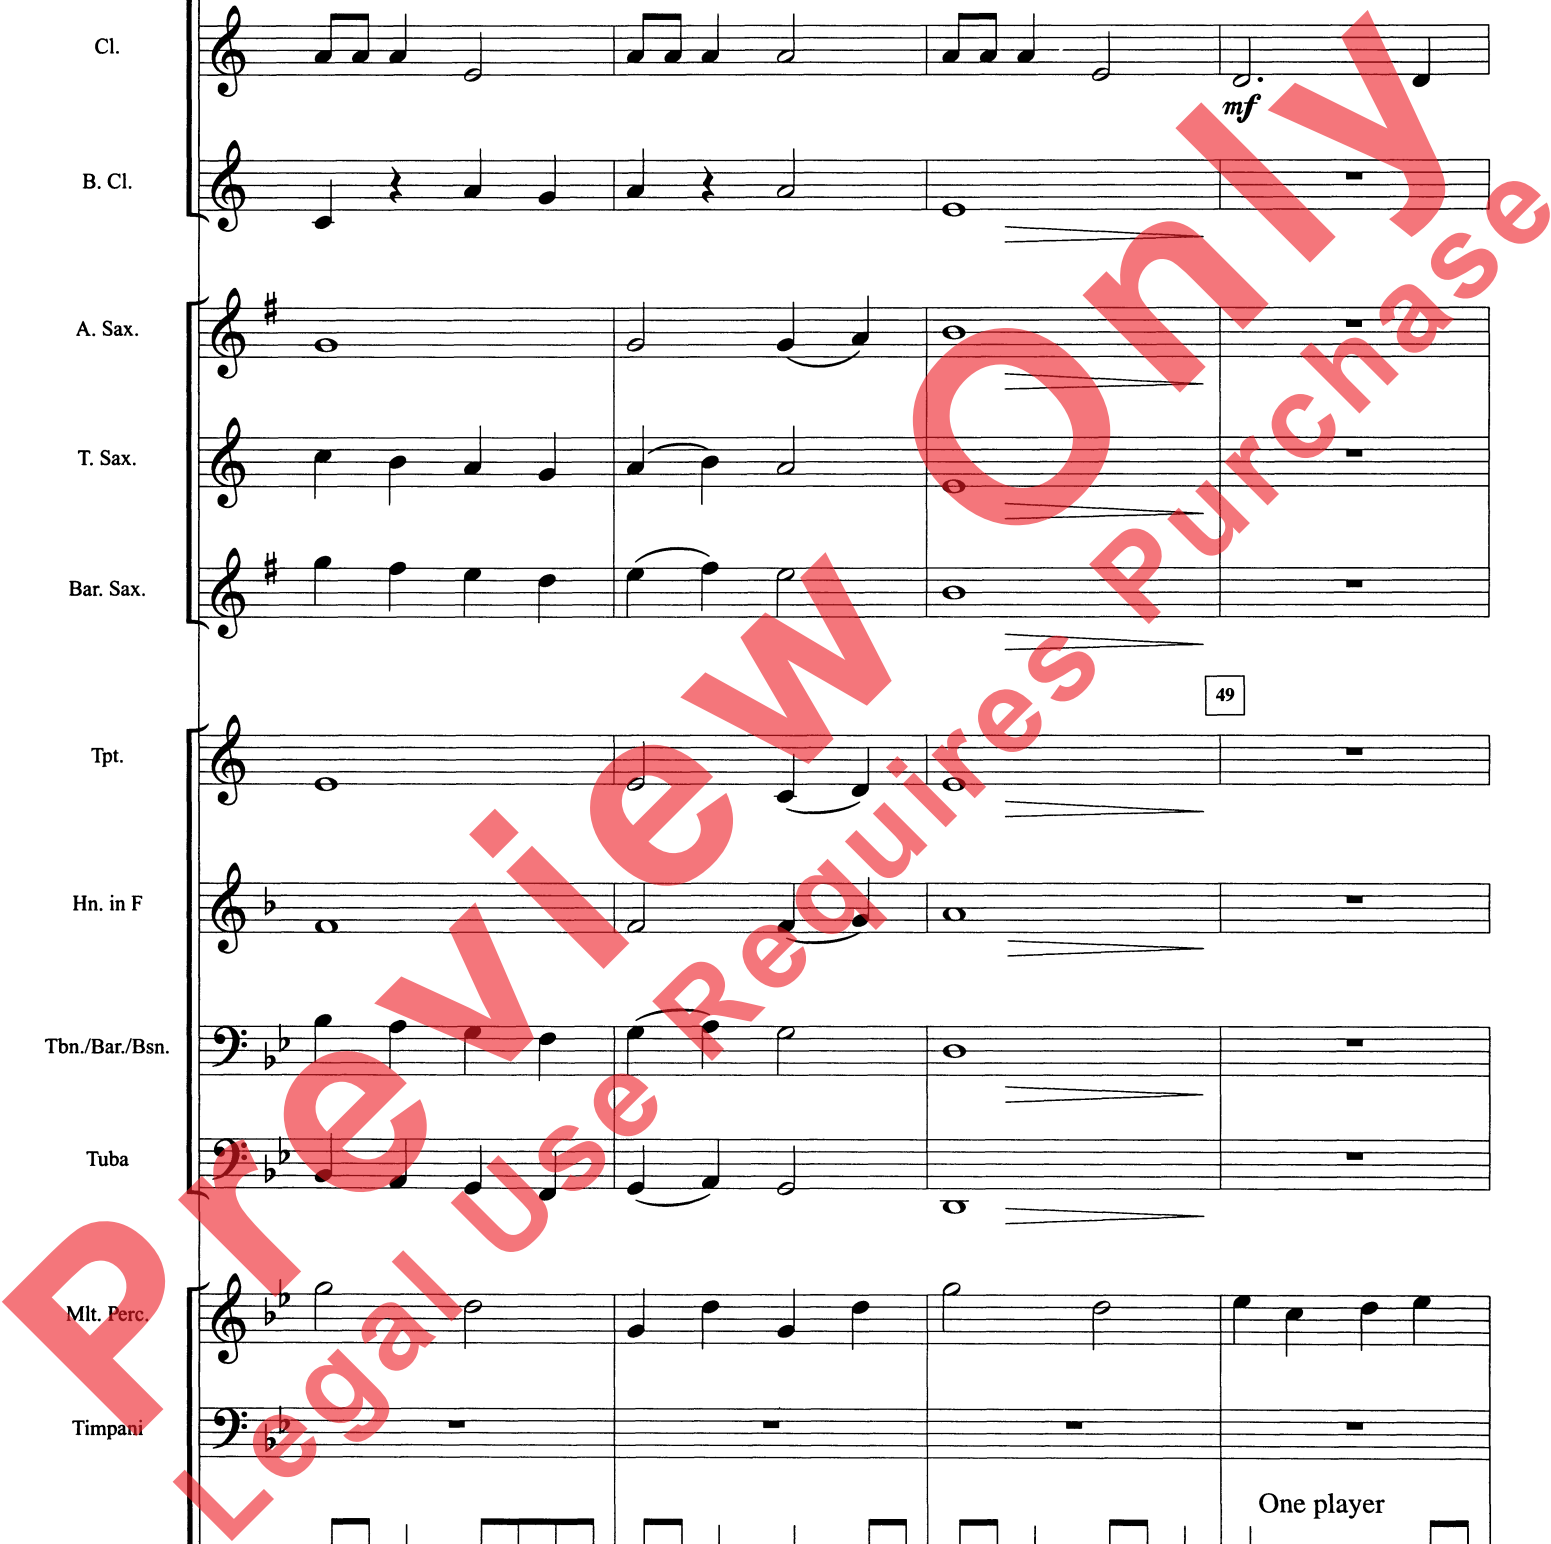 Cl.
mf
B. Cl.
A. Sax.
T. Sax.
Bar. Sax.
49
Tpt.
Hn. in F
Tbn./Bar./Bsn.
Tuba
Mlt. Perc.
Timpani
One player
Preview Only
Legal Use Requires Purchase